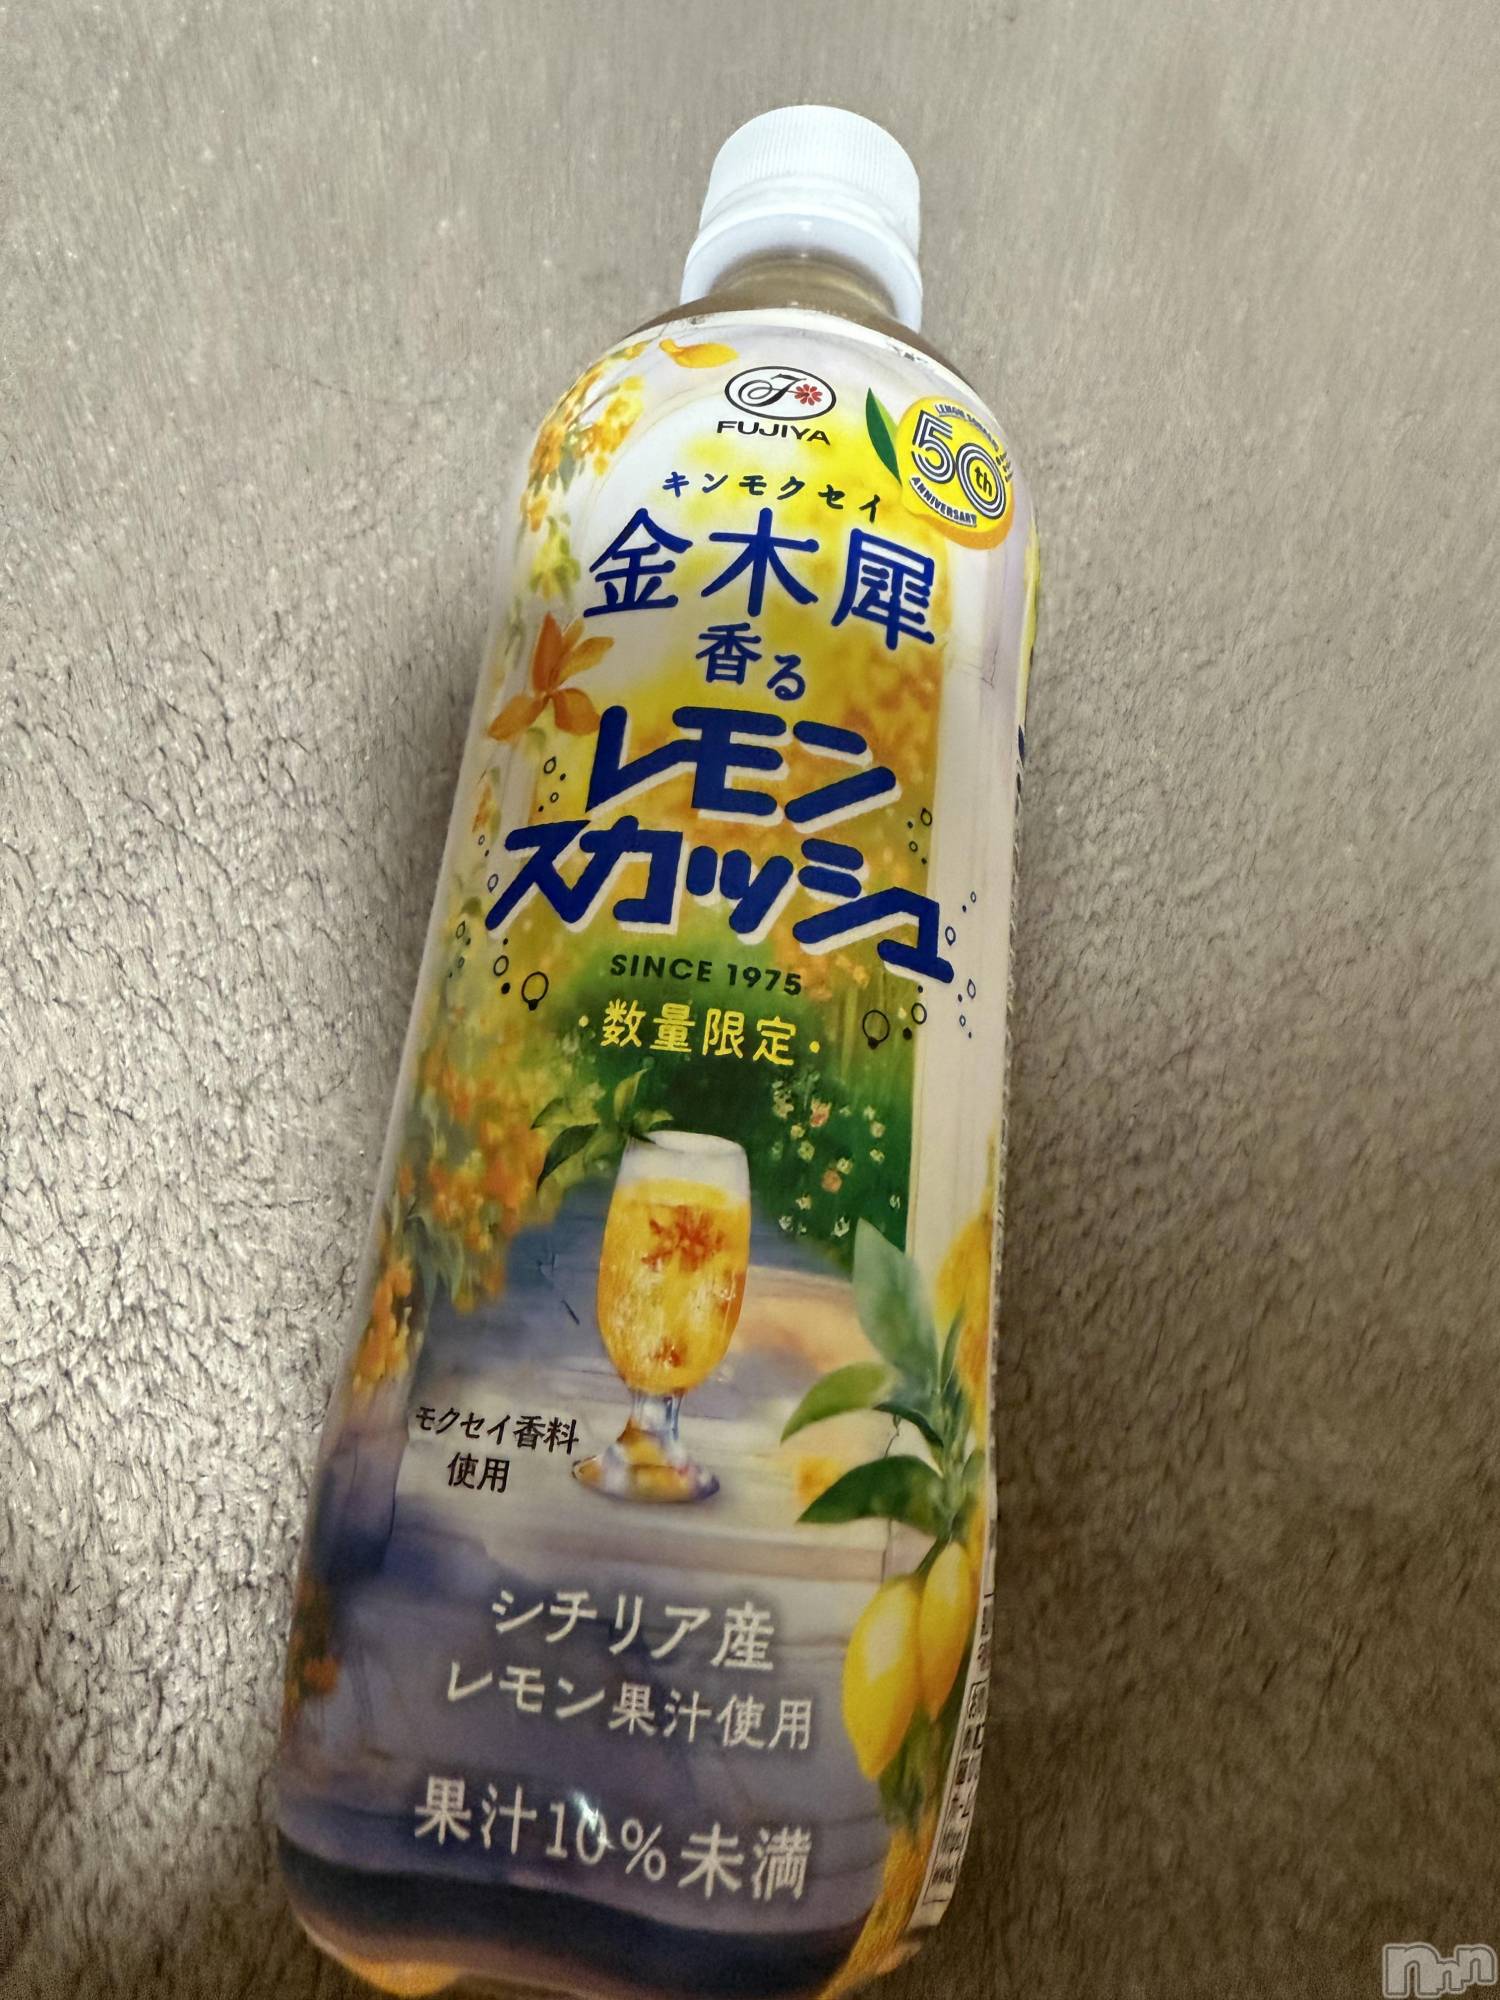 FUJIYA
LEMON SQUASH
50th
ANNIVERSARY
キンモクセイ
金木犀
香る
レモン
スカッシュ
SINCE 1975
・数量限定・
モクセイ香料
使用
シチリア産
レモン果汁使用
果汁10%未満